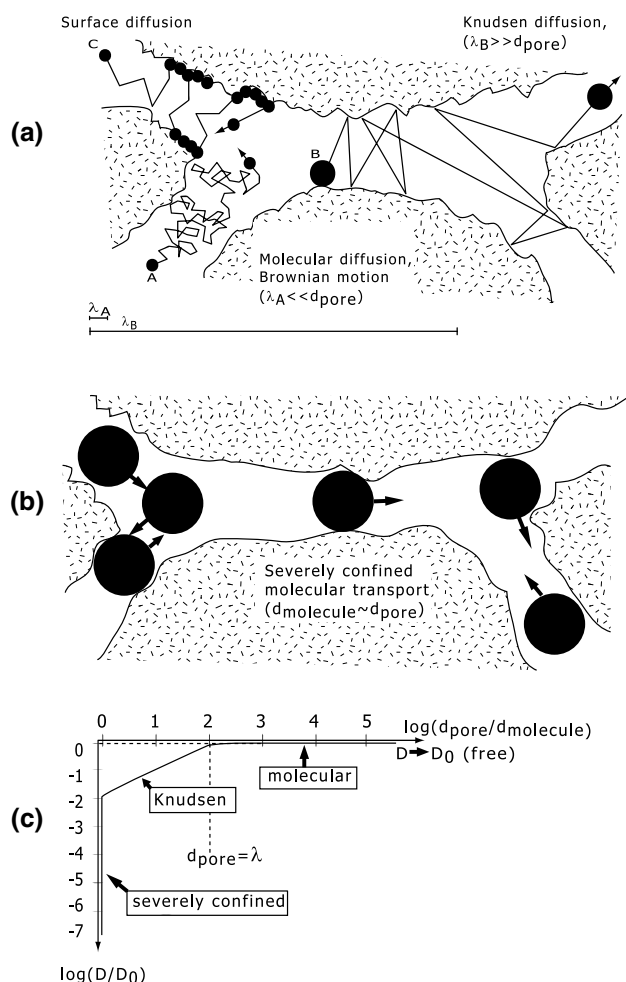 Surface diffusion
Knudsen diffusion,
(λB>>dpore)
C
(a)
B
A
Molecular diffusion,
Brownian motion
(λA<<dpore)
λA
λB
(b)
Severely confined
molecular transport
(dmolecule~dpore)
(c)
0 1 2 3 4 5
log(dpore/dmolecule)
D→D0 (free)
0
-1
-2
-3
-4
-5
-6
-7
molecular
Knudsen
dpore=λ
severely confined
log(D/D0)